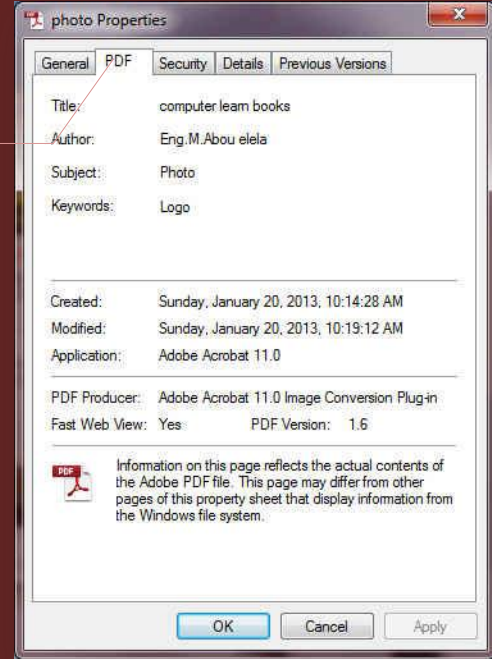 photo Properties
General PDF Security Details Previous Versions
Title: computer learn books
Author: Eng.M.Abou elela
Subject: Photo
Keywords: Logo
Created: Sunday, January 20, 2013, 10:14:28 AM
Modified: Sunday, January 20, 2013, 10:19:12 AM
Application: Adobe Acrobat 11.0
PDF Producer: Adobe Acrobat 11.0 Image Conversion Plug-in
Fast Web View: Yes PDF Version: 1.6
PDF
Information on this page reflects the actual contents of
the Adobe PDF file. This page may differ from other
pages of this property sheet that display information from
the Windows file system.
OK Cancel Apply